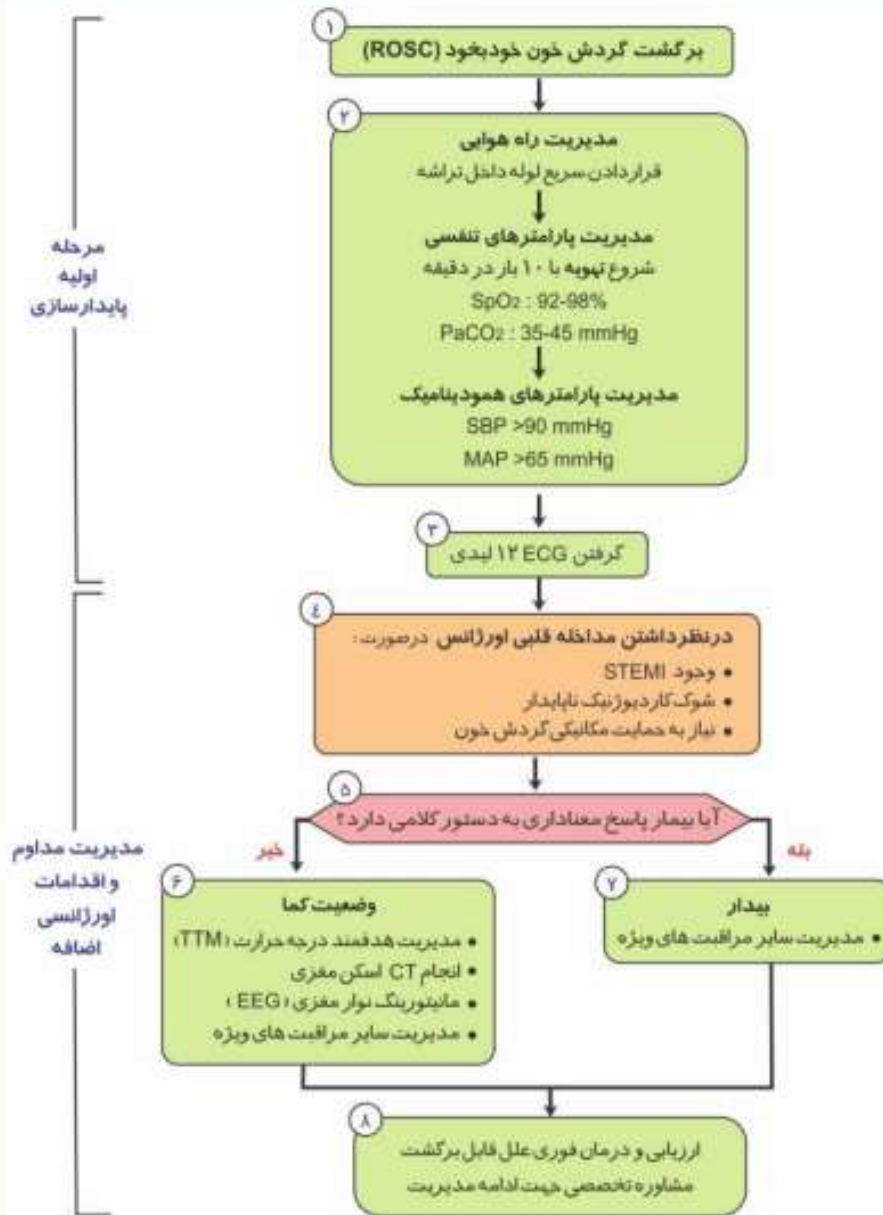 ۱
برگشت گردش خون خودبخود (ROSC)
۲
مدیریت راه هوایی
قراردادن سریع لوله داخل تراشه
مدیریت پارامترهای تنفسی
شروع تهویه با ۱۰ بار در دقیقه
SpO2 : 92-98%
PaCO2 : 35-45 mmHg
مدیریت پارامترهای همودینامیک
SBP >90 mmHg
MAP >65 mmHg
۳
گرفتن ECG ۱۲ لیدی
مرحله
اولیه
پایدارسازی
٤
درنظرداشتن مداخله قلبی اورژانس درصورت:
• وجود STEMI
• شوک کاردیوژنیک ناپایدار
• نیاز به حمایت مکانیکی گردش خون
۵
آیا بیمار پاسخ معناداری به دستور کلامی دارد؟
بله
خیر
۷
بیدار
• مدیریت سایر مراقبت های ویژه
۶
وضعیت کما
• مدیریت هدفمند درجه حرارت (TTM)
• انجام CT اسکن مغزی
• مانیتورینگ نوار مغزی (EEG)
• مدیریت سایر مراقبت های ویژه
۸
ارزیابی و درمان فوری علل قابل برگشت
مشاوره تخصصی جهت ادامه مدیریت
مدیریت مداوم
و اقدامات
اورژانسی
اضافه